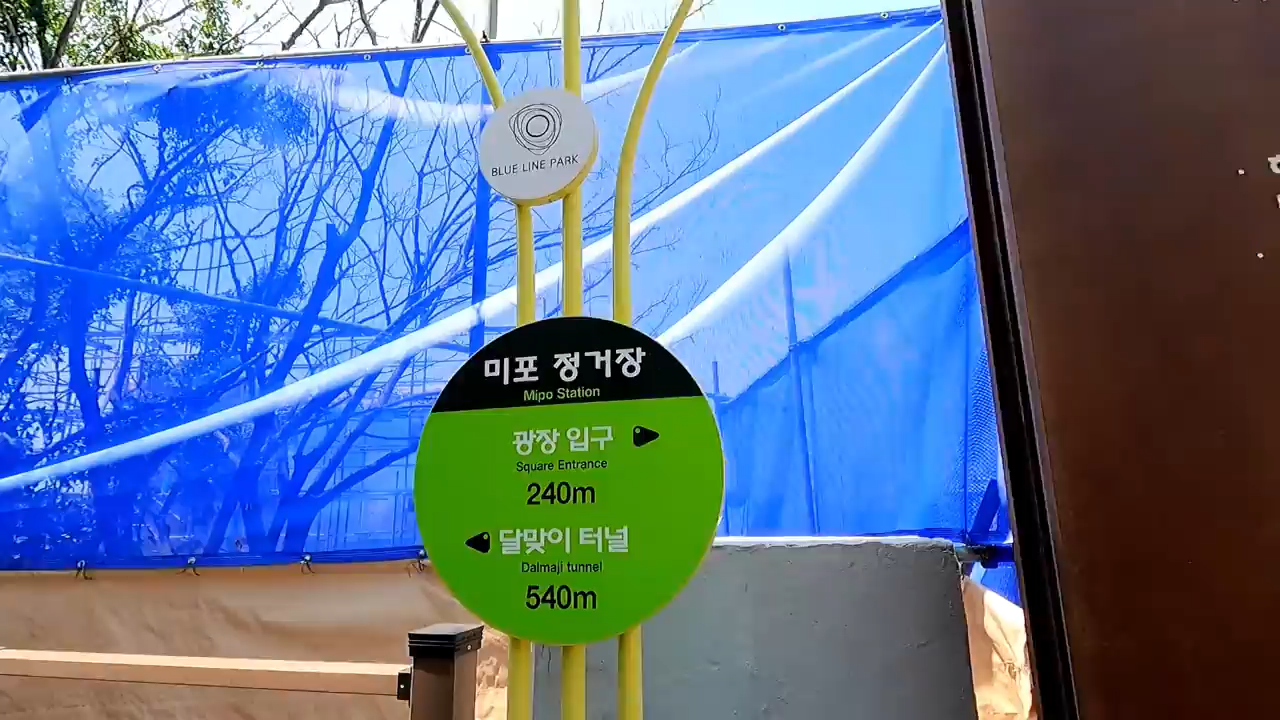 BLUE LINE PARK
미포 정거장
Mipo Station
광장 입구
Square Entrance
240m
달맞이 터널
Dalmaji tunnel
540m